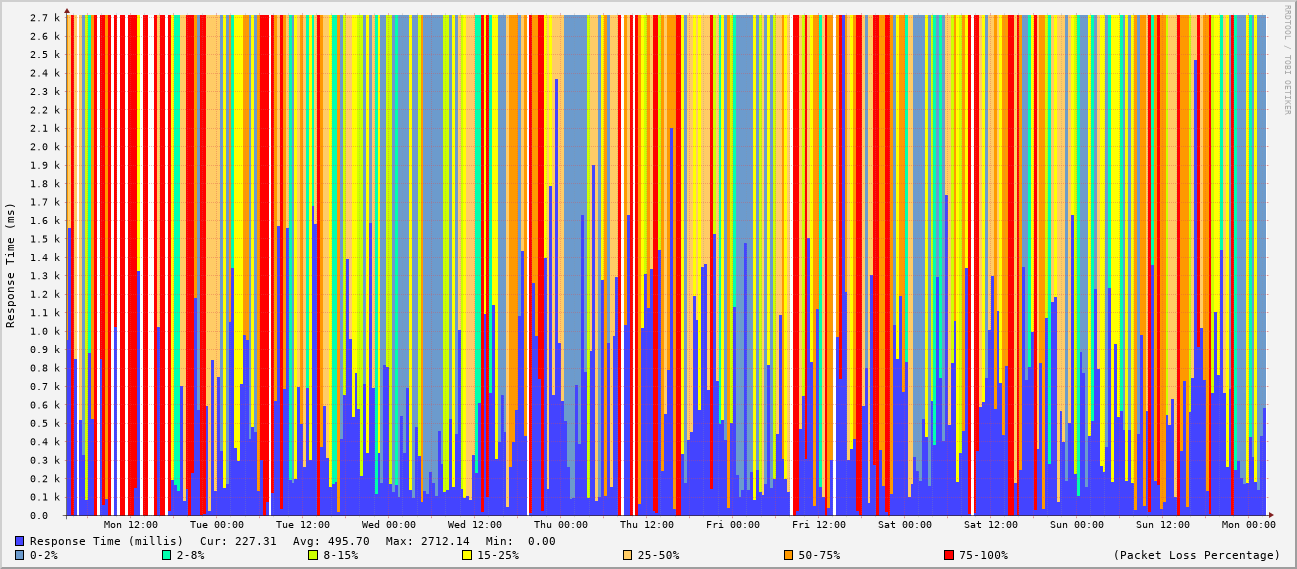 RRDTOOL / TOBI OETIKER
Response Time (ms)
2.7 k
2.6 k
2.5 k
2.4 k
2.3 k
2.2 k
2.1 k
2.0 k
1.9 k
1.8 k
1.7 k
1.6 k
1.5 k
1.4 k
1.3 k
1.2 k
1.1 k
1.0 k
0.9 k
0.8 k
0.7 k
0.6 k
0.5 k
0.4 k
0.3 k
0.2 k
0.1 k
0.0
Mon 12:00 Tue 00:00 Tue 12:00 Wed 00:00 Wed 12:00 Thu 00:00 Thu 12:00 Fri 00:00 Fri 12:00 Sat 00:00 Sat 12:00 Sun 00:00 Sun 12:00 Mon 00:00
Response Time (millis) Cur: 227.31 Avg: 495.70 Max: 2712.14 Min: 0.00
0-2% 2-8% 8-15% 15-25% 25-50% 50-75% 75-100% (Packet Loss Percentage)